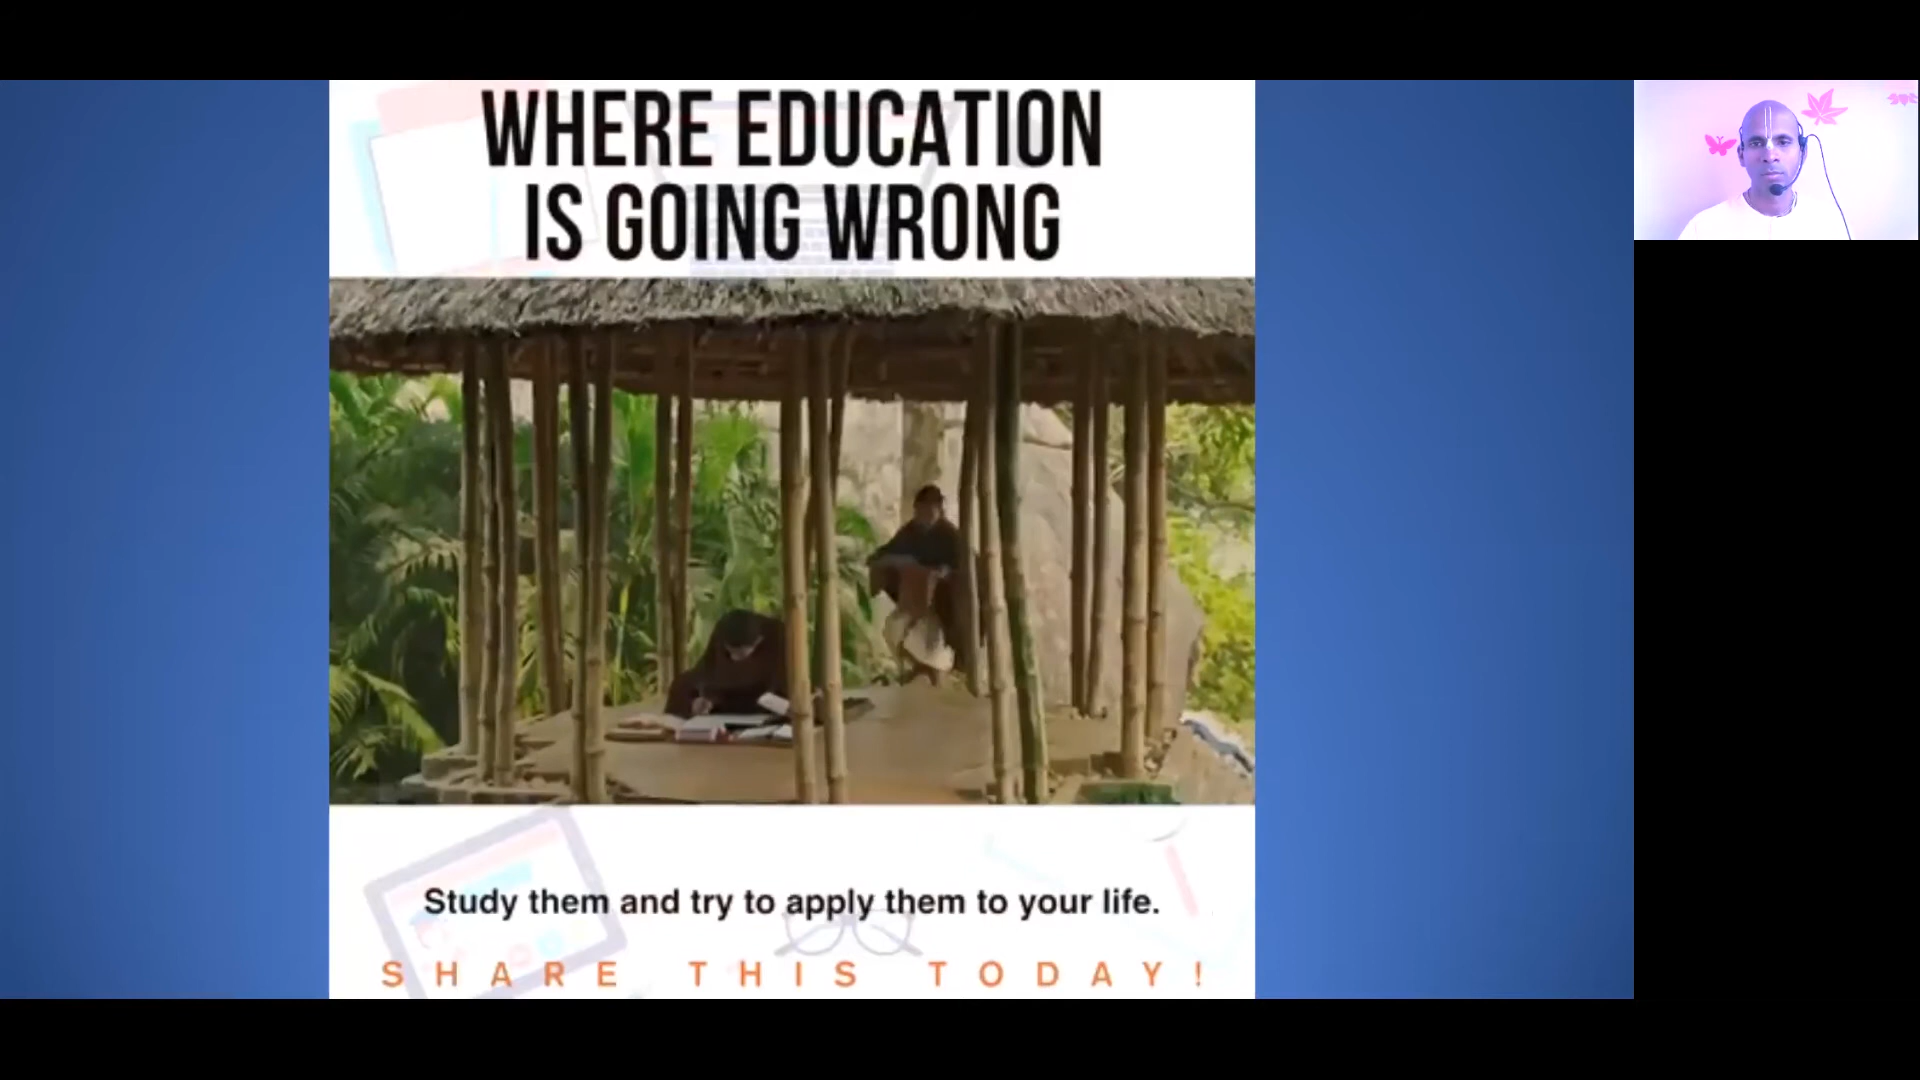 WHERE EDUCATION
IS GOING WRONG
Study them and try to apply them to your life.
SHARE THIS TODAY!